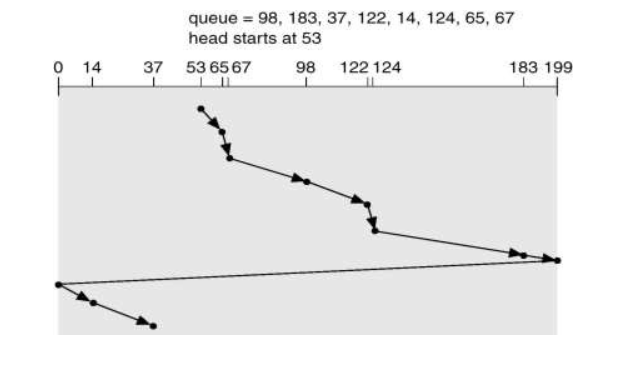 queue = 98, 183, 37, 122, 14, 124, 65, 67
head starts at 53
0 14 37 53 65 67 98 122 124 183 199